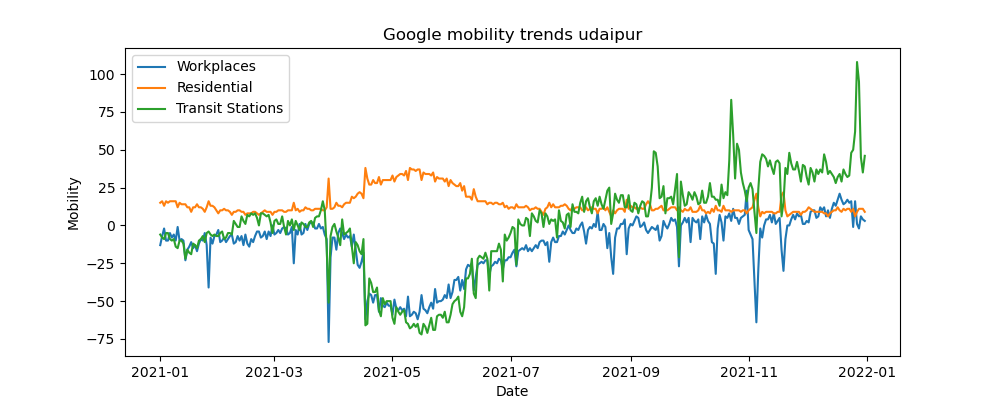 Google mobility trends udaipur
Workplaces
Residential
Transit Stations
100
75
50
25
0
−25
−50
−75
Mobility
2021-01 2021-03 2021-05 2021-07 2021-09 2021-11 2022-01
Date